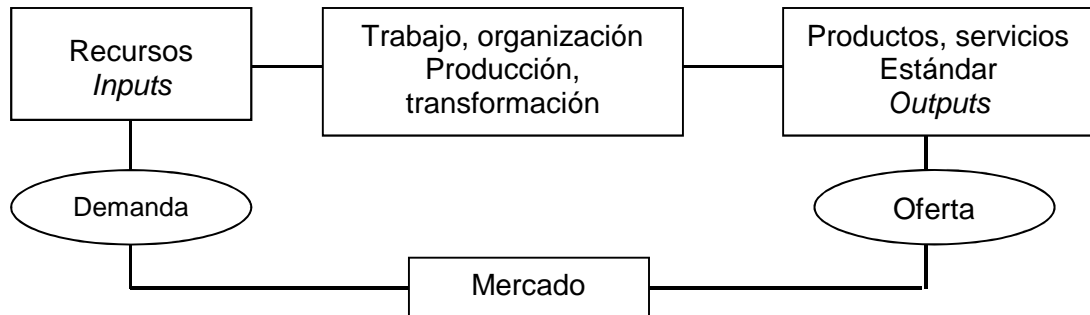 Recursos
Inputs
Trabajo, organización
Producción,
transformación
Productos, servicios
Estándar
Outputs
Demanda
Oferta
Mercado